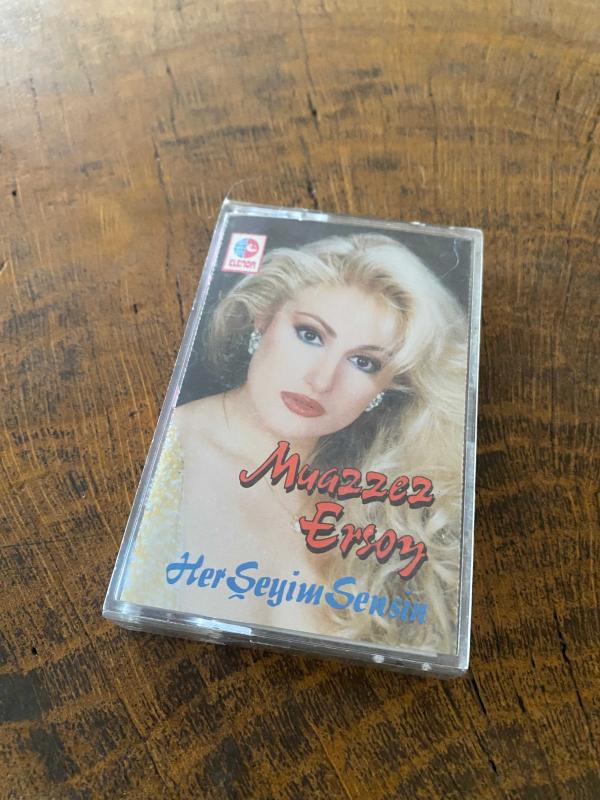 ELENOR
Muazzez
Ersoy
Her Şeyim Sensin